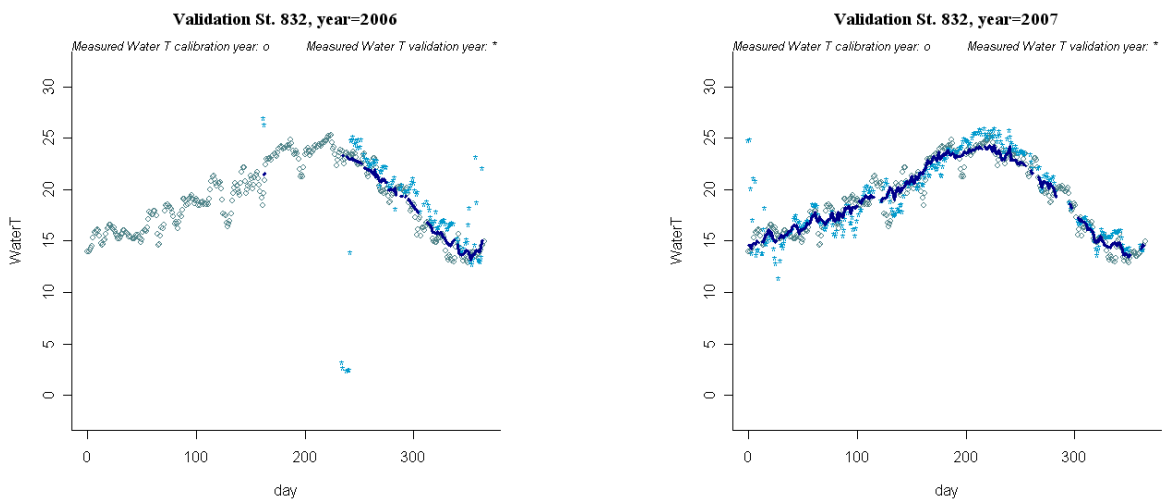 Validation St. 832, year=2006
Measured Water T calibration year: o Measured Water T validation year: *
WaterT
30
25
20
15
10
5
0
0 100 200 300
day
Validation St. 832, year=2007
Measured Water T calibration year: o Measured Water T validation year: *
WaterT
30
25
20
15
10
5
0
0 100 200 300
day